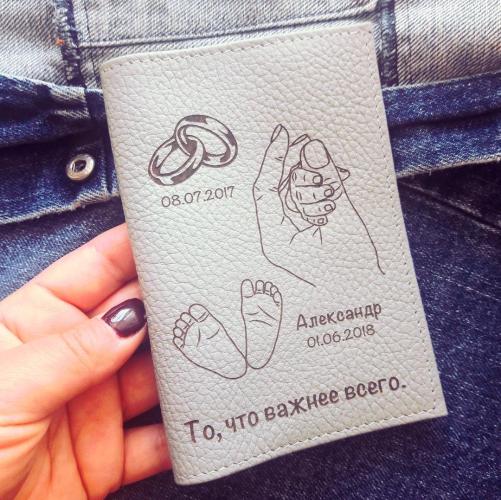 08.07.2017
Александр
01.06.2018
То, что важнее всего.